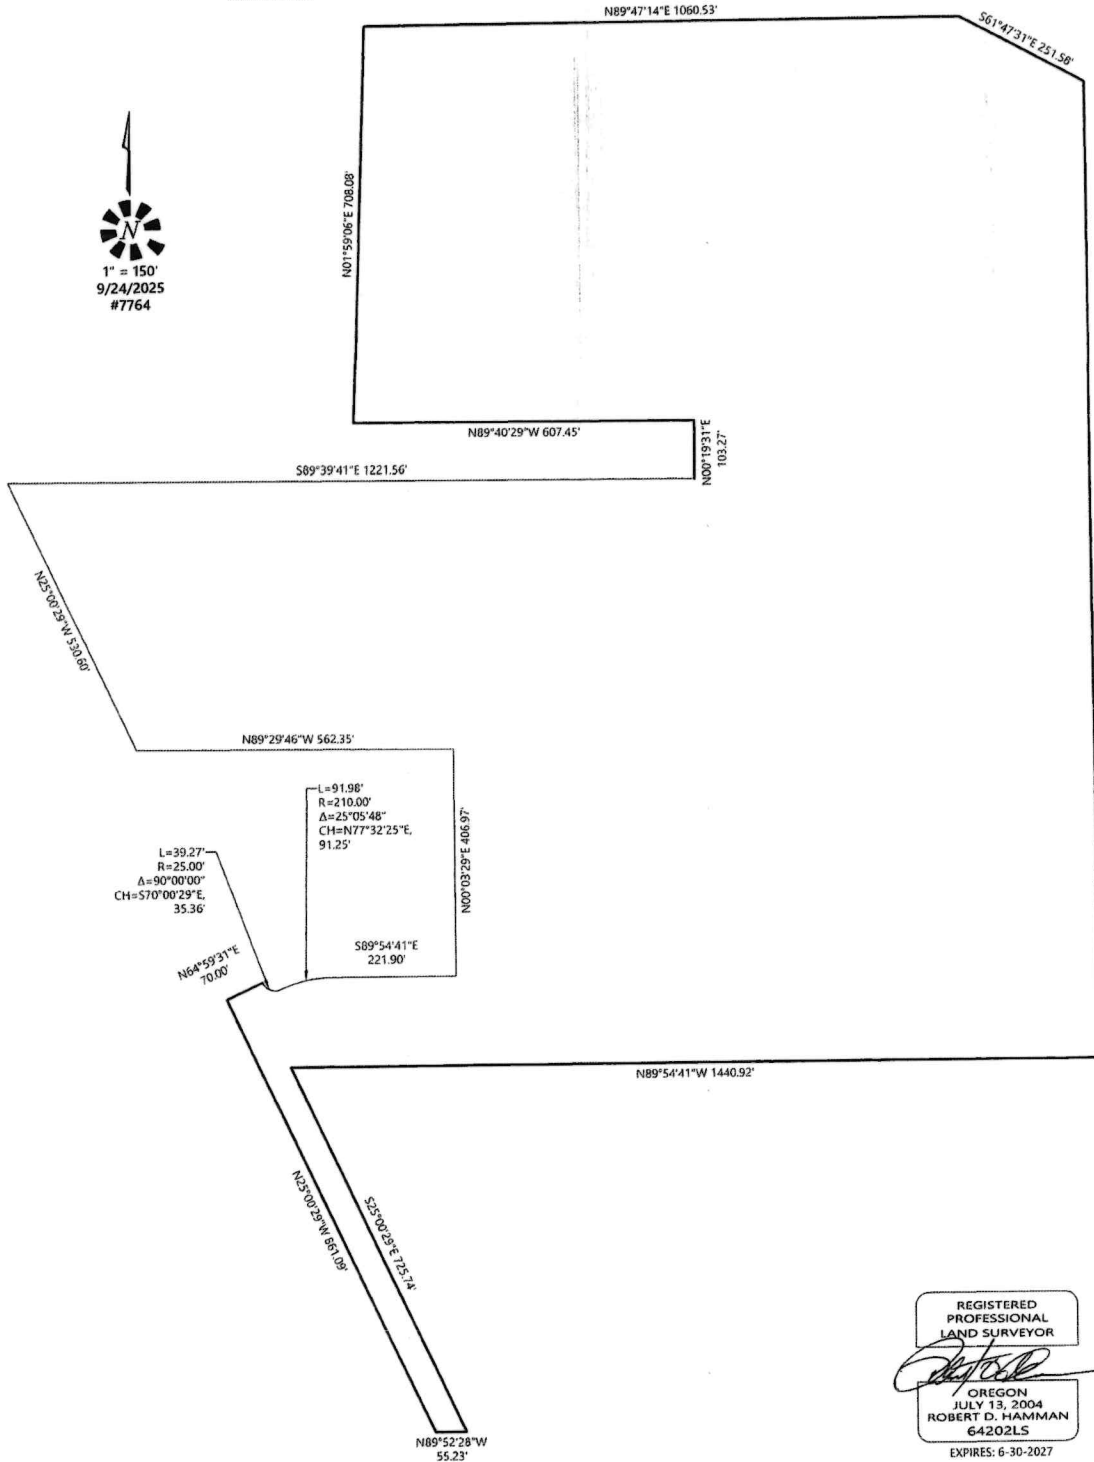 N89°47'14"E 1060.53'
S61°47'31"E 251.58'
N01°59'06"E 708.08'
N
1" = 150'
9/24/2025
#7764
N89°40'29"W 607.45'
N00°19'31"E
103.27'
S89°39'41"E 1221.56'
N25°00'29"W 530.60'
N89°29'46"W 562.35'
L=91.98'
R=210.00'
Δ=25°05'48"
CH=N77°32'25"E,
91.25'
L=39.27'
R=25.00'
Δ=90°00'00"
CH=S70°00'29"E,
35.36'
N00°03'29"E 406.97'
S89°54'41"E
221.90'
N64°59'31"E
70.00'
N89°54'41"W 1440.92'
N25°00'29"W 861.09'
S25°00'29"E 725.74'
N89°52'28"W
55.23'
REGISTERED
PROFESSIONAL
LAND SURVEYOR
OREGON
JULY 13, 2004
ROBERT D. HAMMAN
64202LS
EXPIRES: 6-30-2027